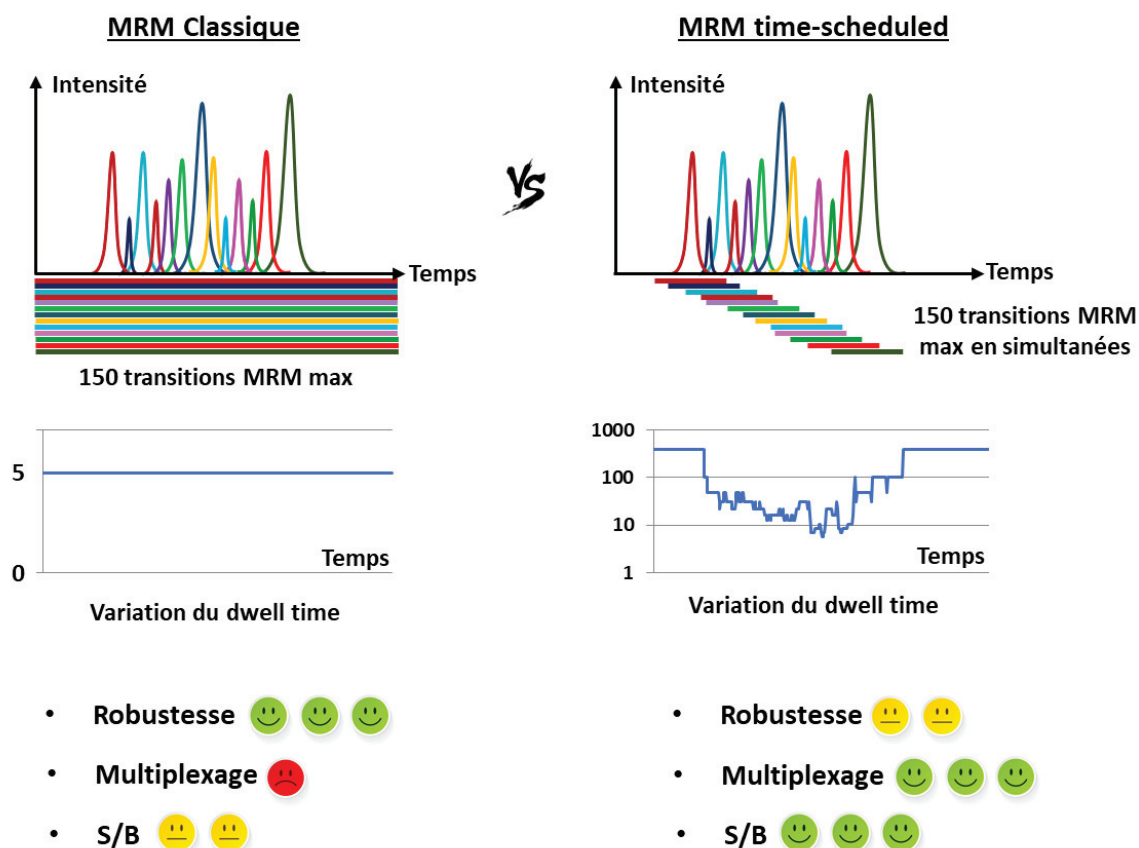 MRM Classique
Intensité
Temps
150 transitions MRM max
5
0
Temps
Variation du dwell time
• Robustesse
• Multiplexage
• S/B
VS
MRM time-scheduled
Intensité
Temps
150 transitions MRM
max en simultanées
1000
100
10
1
Temps
Variation du dwell time
• Robustesse
• Multiplexage
• S/B